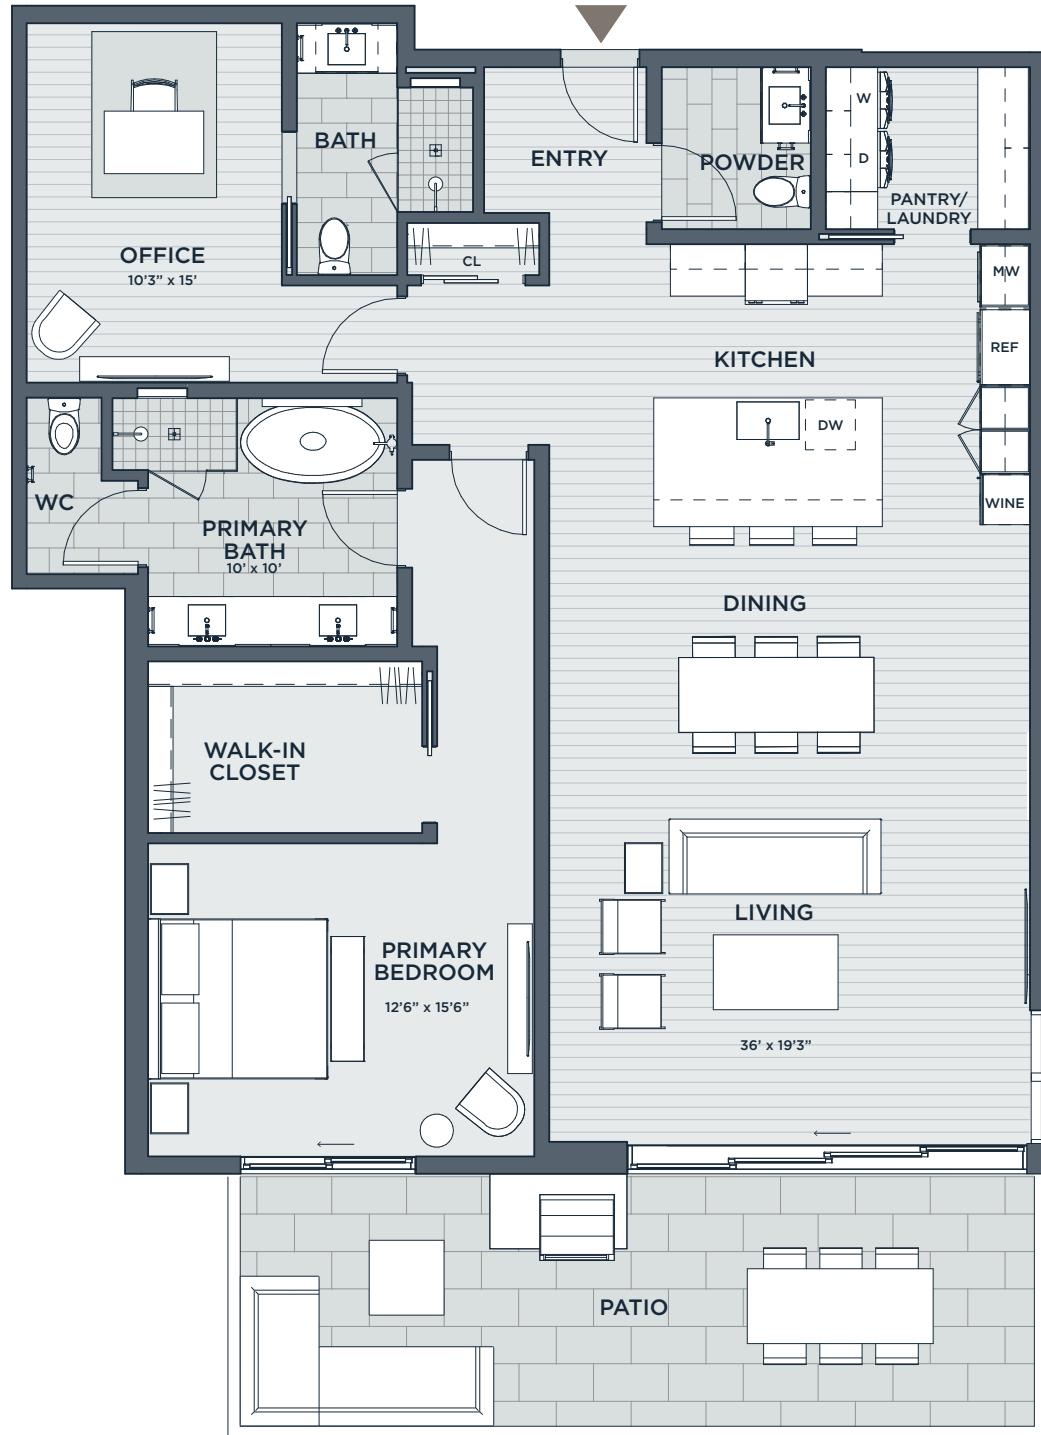 W
BATH
D
ENTRY
POWDER
PANTRY/
LAUNDRY
OFFICE
10'3" x 15'
CL
MW
REF
KITCHEN
DW
WC
WINE
PRIMARY
BATH
10' x 10'
DINING
WALK-IN
CLOSET
LIVING
PRIMARY
BEDROOM
12'6" x 15'6"
36' x 19'3"
PATIO